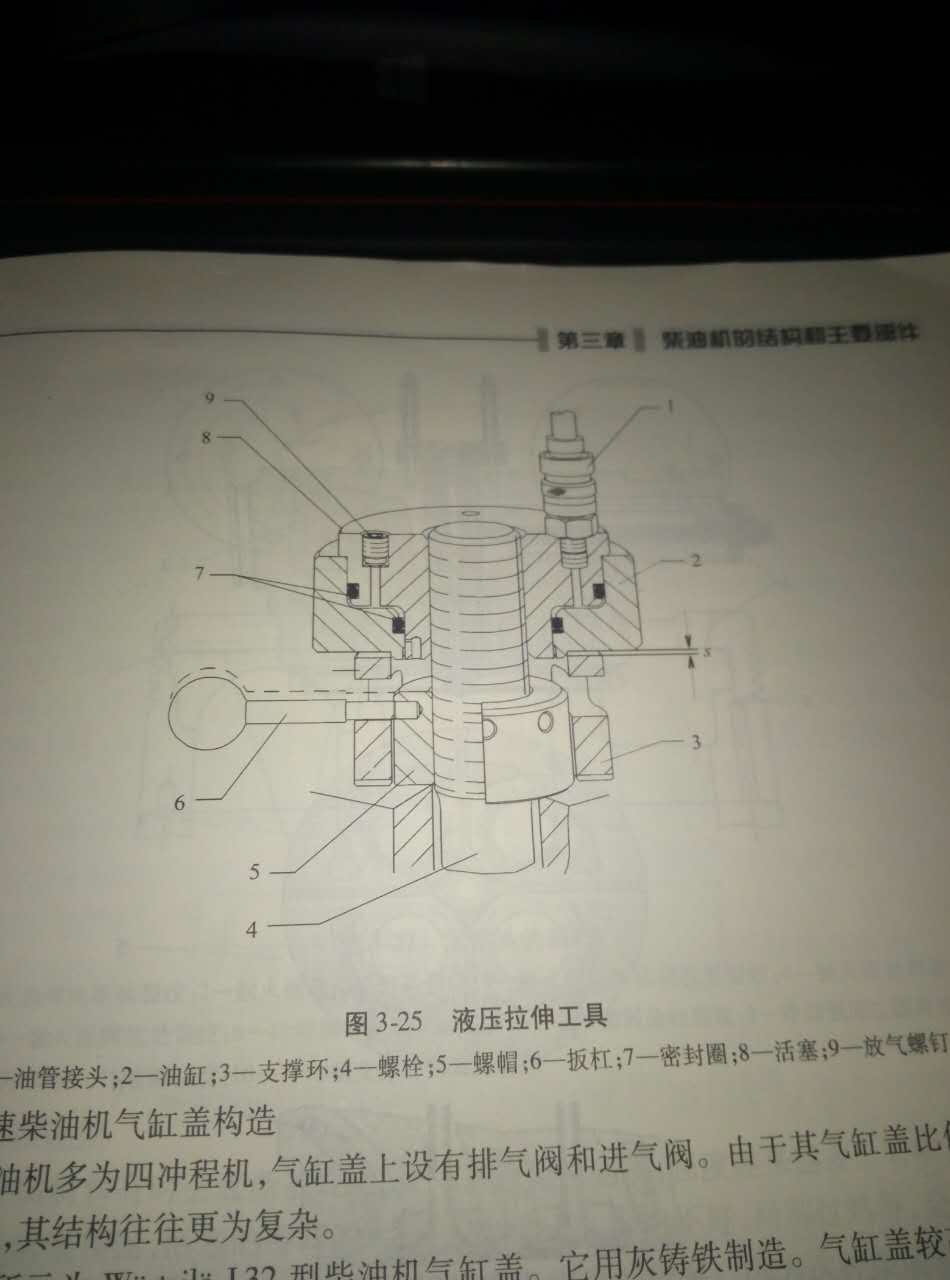 第三章 柴油机的结构和主要部件
9
1
8
7
2
s
3
6
5
4
图 3-25 液压拉伸工具
—油管接头;2—油缸;3—支撑环;4—螺栓;5—螺帽;6—扳杠;7—密封圈;8—活塞;9—放气螺钉
速柴油机气缸盖构造
油机多为四冲程机,气缸盖上设有排气阀和进气阀。由于其气缸盖比
,其结构往往更为复杂。
L32 型柴油机气缸盖。它用灰铸铁制造。气缸盖较